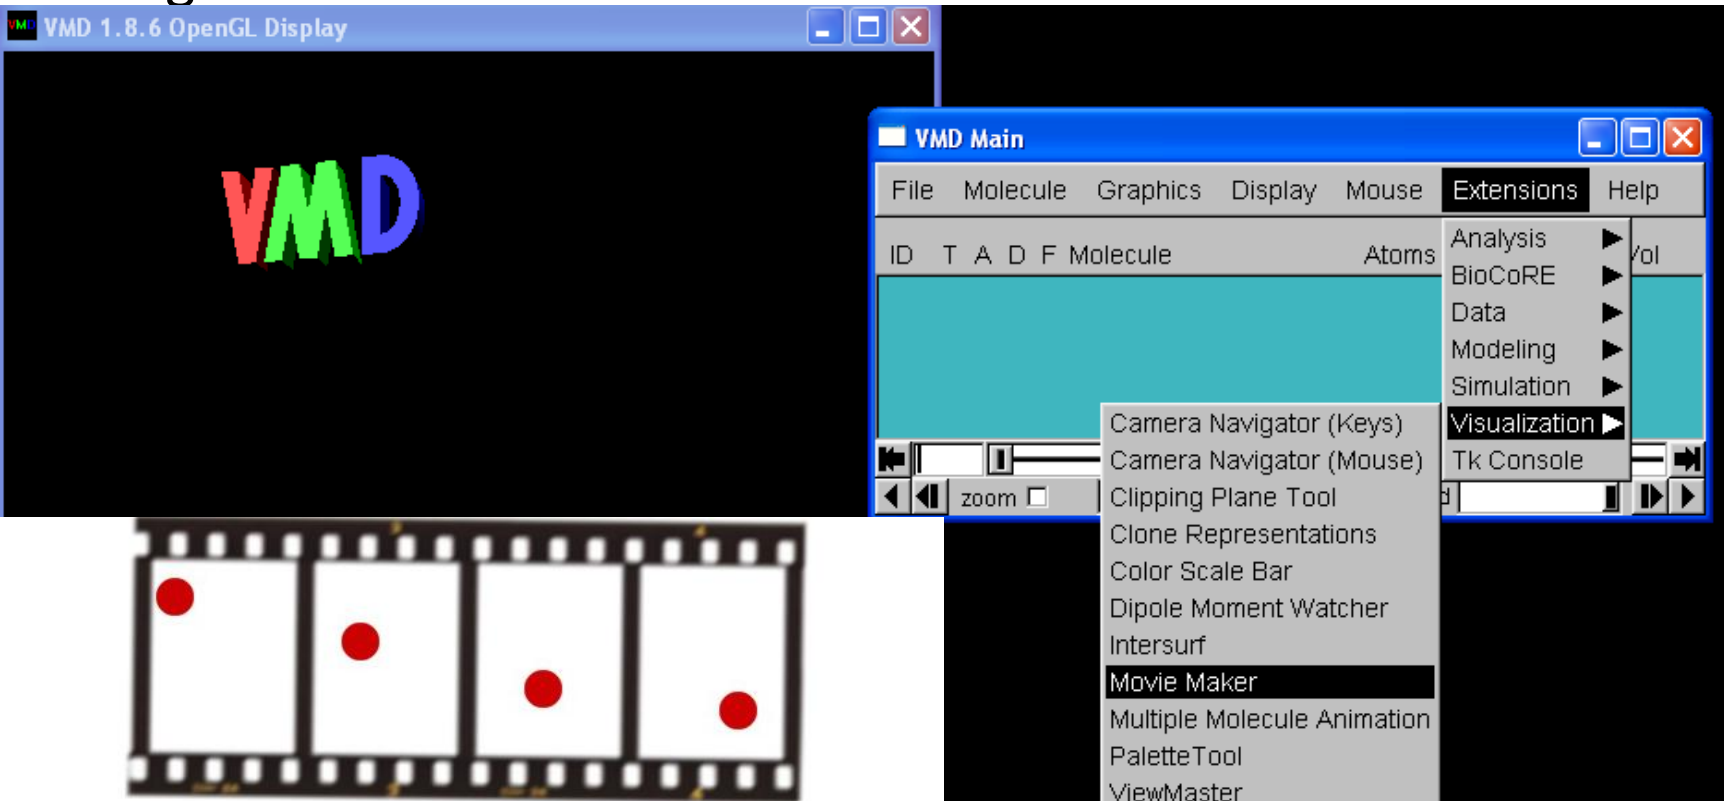 VMD 1.8.6 OpenGL Display
VMD
VMD Main
File Molecule Graphics Display Mouse Extensions Help
ID T A D F Molecule Atoms
Analysis
BioCoRE
Data
Modeling
Simulation
Visualization
Tk Console
zoom
Camera Navigator (Keys)
Camera Navigator (Mouse)
Clipping Plane Tool
Clone Representations
Color Scale Bar
Dipole Moment Watcher
Intersurf
Movie Maker
Multiple Molecule Animation
PaletteTool
ViewMaster